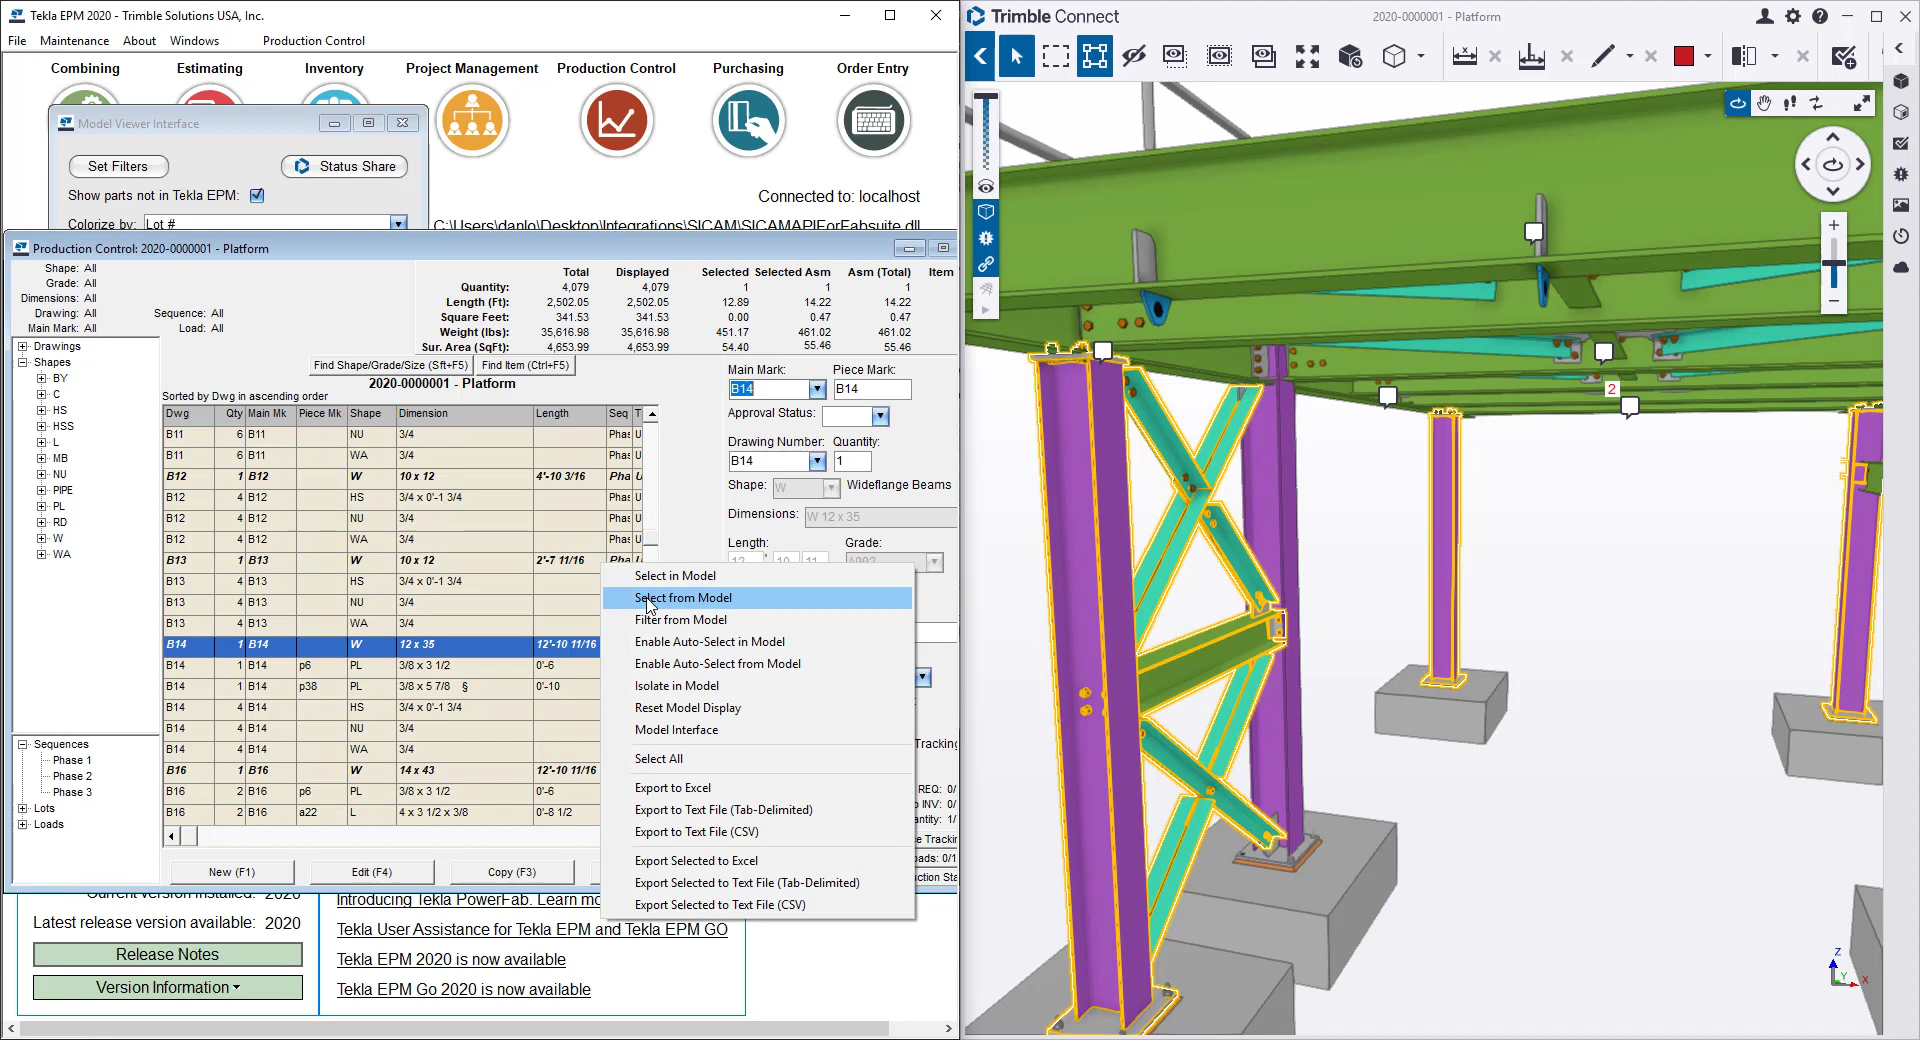 Tekla EPM 2020 - Trimble Solutions USA, Inc.
File Maintenance About Windows Production Control
Combining Estimating Inventory Project Management Production Control Purchasing Order Entry
Model Viewer Interface
Set Filters Status Share
Show parts not in Tekla EPM:
Colorize by: Lot #
Connected to: localhost
C:\Users\danlo\Desktop\Integrations\SICAM\SICAMAPIForFabsuite.dll
Production Control: 2020-0000001 - Platform
Shape: All
Grade: All
Dimensions: All
Drawing: All Sequence: All
Main Mark: All Load: All
Total Displayed Selected Selected Asm Asm (Total) Item
Quantity: 4,079 4,079 1 1 1
Length (Ft): 2,502.05 2,502.05 12.89 14.22 14.22
Square Feet: 341.53 341.53 0.00 0.47 0.47
Weight (lbs): 35,616.98 35,616.98 451.17 461.02 461.02
Sur. Area (SqFt): 4,653.99 4,653.99 54.40 55.46 55.46
Drawings
Shapes
BY
C
HS
HSS
L
MB
NU
PIPE
PL
RD
W
WA
Sequences
Phase 1
Phase 2
Phase 3
Lots
Loads
Find Shape/Grade/Size (Sft+F5) Find Item (Ctrl+F5)
2020-0000001 - Platform
Sorted by Dwg in ascending order
Dwg Qty Main Mk Piece Mk Shape Dimension Length Seq T
B11 6 B11 NU 3/4 Phas U
B11 6 B11 WA 3/4 Phas U
B12 1 B12 W 10 x 12 4'-10 3/16 Pha U
B12 4 B12 HS 3/4 x 0'-1 3/4 Phas U
B12 4 B12 NU 3/4 Phas U
B12 4 B12 WA 3/4 Phas U
B13 1 B13 W 10 x 12 2'-7 11/16 Pha
B13 4 B13 HS 3/4 x 0'-1 3/4
B13 4 B13 NU 3/4
B13 4 B13 WA 3/4
B14 1 B14 W 12 x 35 12'-10 11/16
B14 1 B14 p6 PL 3/8 x 3 1/2 0'-6
B14 1 B14 p38 PL 3/8 x 5 7/8 § 0'-10
B14 4 B14 HS 3/4 x 0'-1 3/4
B14 4 B14 NU 3/4
B14 4 B14 WA 3/4
B16 1 B16 W 14 x 43 12'-10 11/16
B16 2 B16 p6 PL 3/8 x 3 1/2 0'-6
B16 2 B16 a22 L 4 x 3 1/2 x 3/8 0'-8 1/2
New (F1) Edit (F4) Copy (F3)
Main Mark: Piece Mark:
B14 B14
Approval Status:
Drawing Number: Quantity:
B14 1
Shape: W Wideflange Beams
Dimensions: W 12 x 35
Length: Grade:
Select in Model
Select from Model
Filter from Model
Enable Auto-Select in Model
Enable Auto-Select from Model
Isolate in Model
Reset Model Display
Model Interface
Select All
Export to Excel
Export to Text File (Tab-Delimited)
Export to Text File (CSV)
Export Selected to Excel
Export Selected to Text File (Tab-Delimited)
Export Selected to Text File (CSV)
Current version installed: 2020
Latest release version available: 2020
Release Notes
Version Information
Introducing Tekla PowerFab. Learn
Tekla User Assistance for Tekla EPM and Tekla EPM GO
Tekla EPM 2020 is now available
Tekla EPM Go 2020 is now available
Trimble Connect
2020-0000001 - Platform
2
Z
Y
X